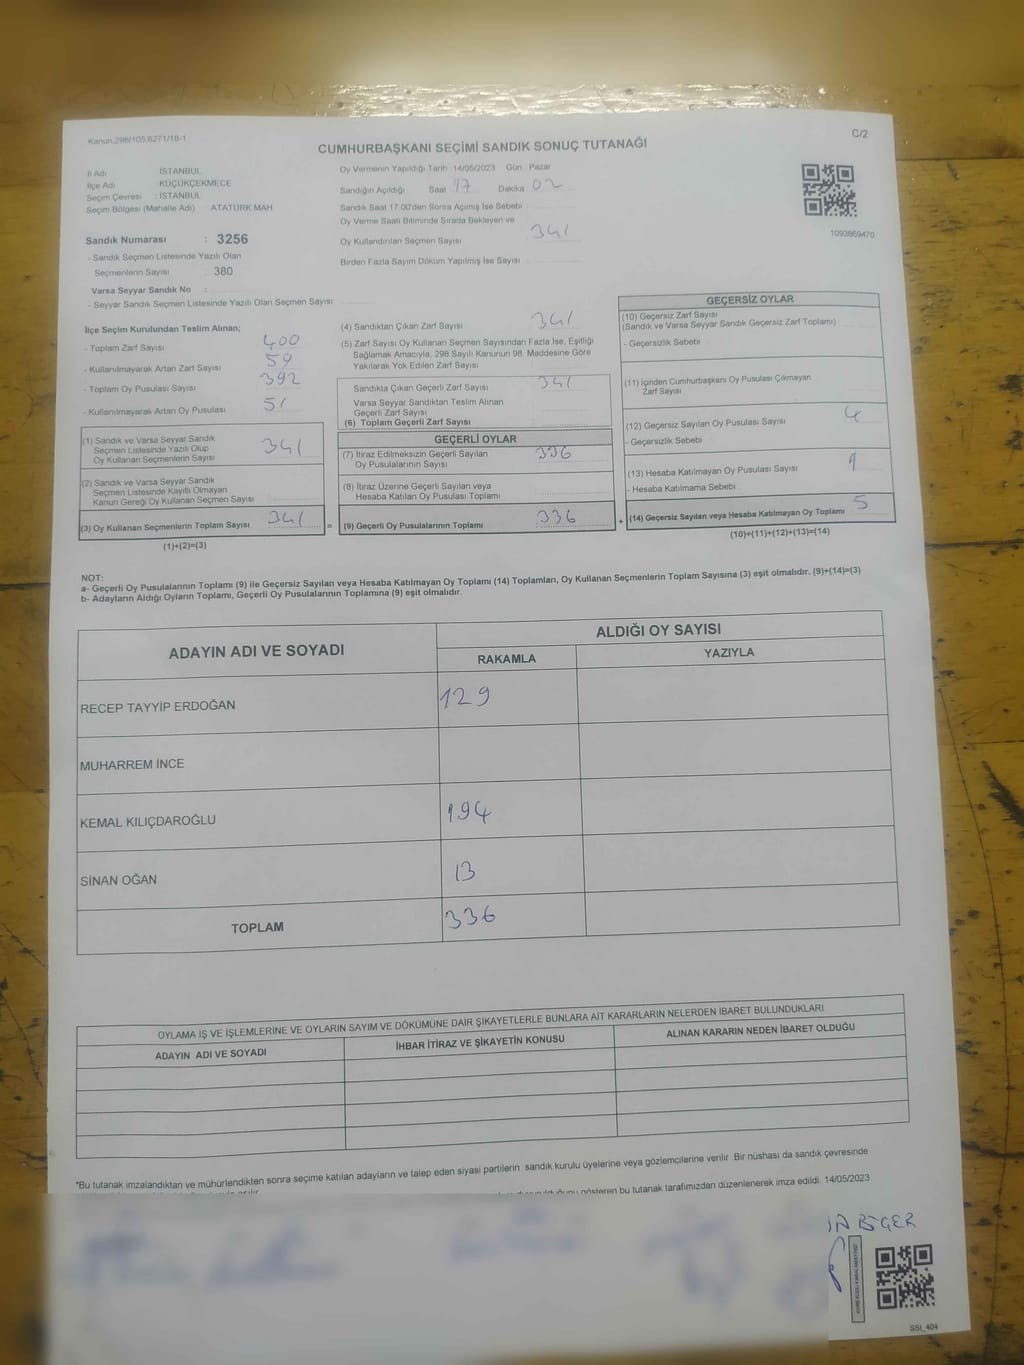 Kanun.298/105.6271/18-1
C/2
CUMHURBAŞKANI SEÇİMİ SANDIK SONUÇ TUTANAĞI
İl Adı : İSTANBUL
İlçe Adı : KÜÇÜKÇEKMECE
Seçim Çevresi : İSTANBUL
Seçim Bölgesi (Mahalle Adı) : ATATÜRK MAH
Sandık Numarası : 3256
- Sandık Seçmen Listesinde Yazılı Olan
Seçmenlerin Sayısı : 380
Varsa Seyyar Sandık No :
- Seyyar Sandık Seçmen Listesinde Yazılı Olan Seçmen Sayısı
Oy Vermenin Yapıldığı Tarih : 14/05/2023 Gün : Pazar
Sandığın Açıldığı Saat 17 Dakika 02
Sandık Saat 17:00'den Sonra Açılmış İse Sebebi
Oy Verme Saati Bitiminde Sırada Bekleyen ve
Oy Kullandırılan Seçmen Sayısı 341
Birden Fazla Sayım Döküm Yapılmış İse Sayısı
1093869470
İlçe Seçim Kurulundan Teslim Alınan;
- Toplam Zarf Sayısı 400
- Kullanılmayarak Artan Zarf Sayısı 59
- Toplam Oy Pusulası Sayısı 392
- Kullanılmayarak Artan Oy Pusulası 51
(1) Sandık ve Varsa Seyyar Sandık
Seçmen Listesinde Yazılı Olup
Oy Kullanan Seçmenlerin Sayısı 341
(2) Sandık ve Varsa Seyyar Sandık
Seçmen Listesinde Kayıtlı Olmayan
Kanun Gereği Oy Kullanan Seçmen Sayısı
(3) Oy Kullanan Seçmenlerin Toplam Sayısı 341
(1)+(2)=(3)
(4) Sandıktan Çıkan Zarf Sayısı 341
(5) Zarf Sayısı Oy Kullanan Seçmen Sayısından Fazla İse, Eşitliği
Sağlamak Amacıyla, 298 Sayılı Kanunun 98. Maddesine Göre
Yakılarak Yok Edilen Zarf Sayısı
Sandıkta Çıkan Geçerli Zarf Sayısı 341
Varsa Seyyar Sandıktan Teslim Alınan
Geçerli Zarf Sayısı
(6) Toplam Geçerli Zarf Sayısı
GEÇERLİ OYLAR
(7) İtiraz Edilmeksizin Geçerli Sayılan
Oy Pusulalarının Sayısı 336
(8) İtiraz Üzerine Geçerli Sayılan veya
Hesaba Katılan Oy Pusulası Toplamı
= (9) Geçerli Oy Pusulalarının Toplamı 336
GEÇERSİZ OYLAR
(10) Geçersiz Zarf Sayısı
(Sandık ve Varsa Seyyar Sandık Geçersiz Zarf Toplamı)
- Geçersizlik Sebebi
(11) İçinden Cumhurbaşkanı Oy Pusulası Çıkmayan
Zarf Sayısı
(12) Geçersiz Sayılan Oy Pusulası Sayısı 4
- Geçersizlik Sebebi
(13) Hesaba Katılmayan Oy Pusulası Sayısı 1
- Hesaba Katılmama Sebebi
+ (14) Geçersiz Sayılan veya Hesaba Katılmayan Oy Toplamı 5
(10)+(11)+(12)+(13)=(14)
NOT:
a- Geçerli Oy Pusulalarının Toplamı (9) ile Geçersiz Sayılan veya Hesaba Katılmayan Oy Toplamı (14) Toplamları, Oy Kullanan Seçmenlerin Toplam Sayısına (3) eşit olmalıdır. (9)+(14)=(3)
b- Adayların Aldığı Oyların Toplamı, Geçerli Oy Pusulalarının Toplamına (9) eşit olmalıdır.
ADAYIN ADI VE SOYADI
ALDIĞI OY SAYISI
RAKAMLA YAZIYLA
RECEP TAYYİP ERDOĞAN 129
MUHARREM İNCE
KEMAL KILIÇDAROĞLU 194
SİNAN OĞAN 13
TOPLAM 336
OYLAMA İŞ VE İŞLEMLERİNE VE OYLARIN SAYIM VE DÖKÜMÜNE DAİR ŞİKAYETLERLE BUNLARA AİT KARARLARIN NELERDEN İBARET BULUNDUKLARI
ADAYIN ADI VE SOYADI İHBAR İTİRAZ VE ŞİKAYETİN KONUSU ALINAN KARARIN NEDEN İBARET OLDUĞU
*Bu tutanak imzalandıktan ve mühürlendikten sonra seçime katılan adayların ve talep eden siyasi partilerin sandık kurulu üyelerine veya gözlemcilerine verilir .Bir nüshası da sandık çevresinde
gösteren bu tutanak tarafımızdan düzenlenerek imza edildi. 14/05/2023
SSİ_404